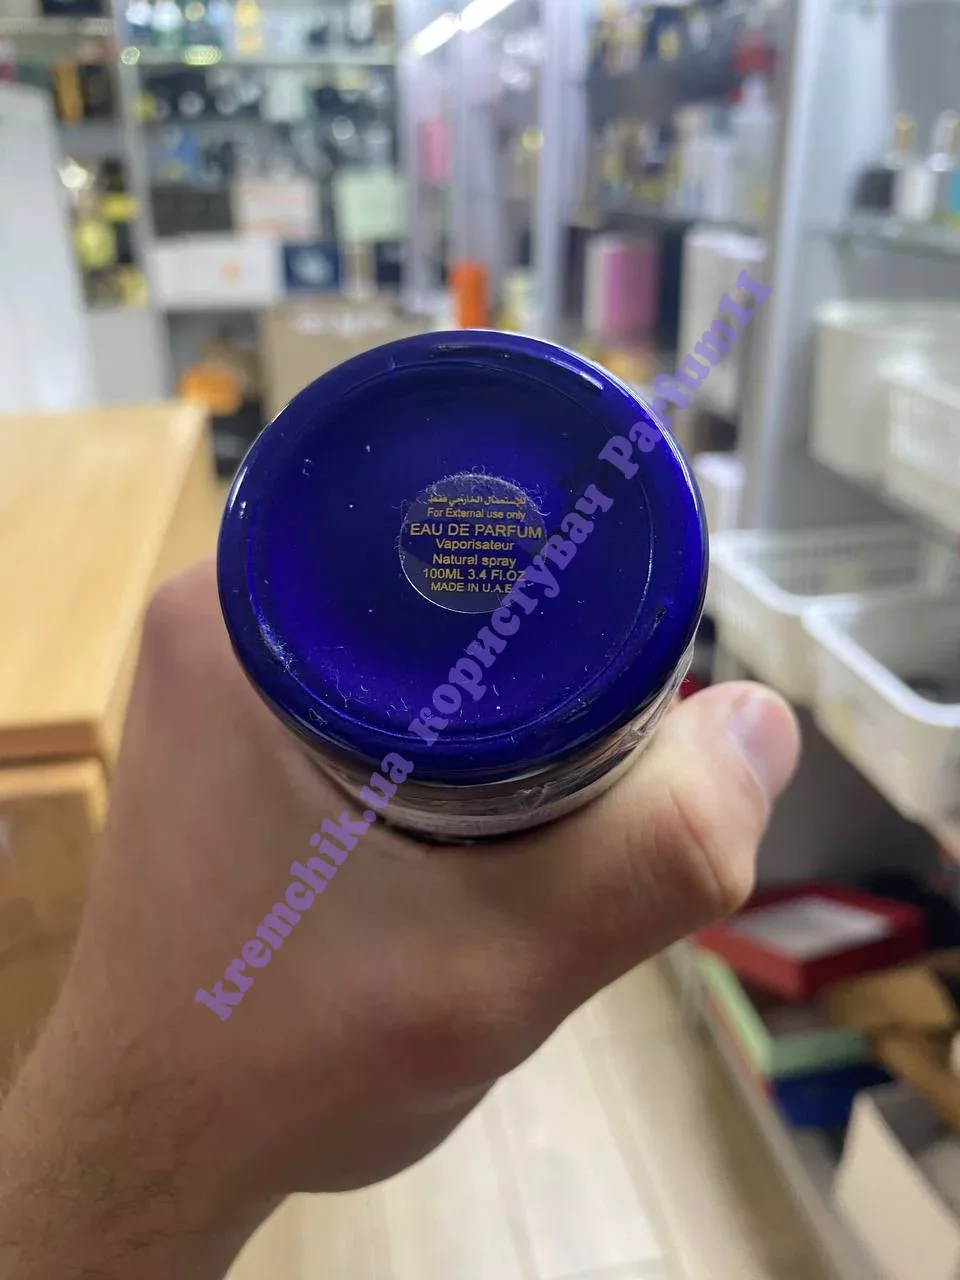 للإستعمال الخارجي فقط
For External use only
EAU DE PARFUM
Vaporisateur
Natural spray
100ML 3.4 Fl.OZ
MADE IN U.A.E
kremchik.ua користувач Parfum11